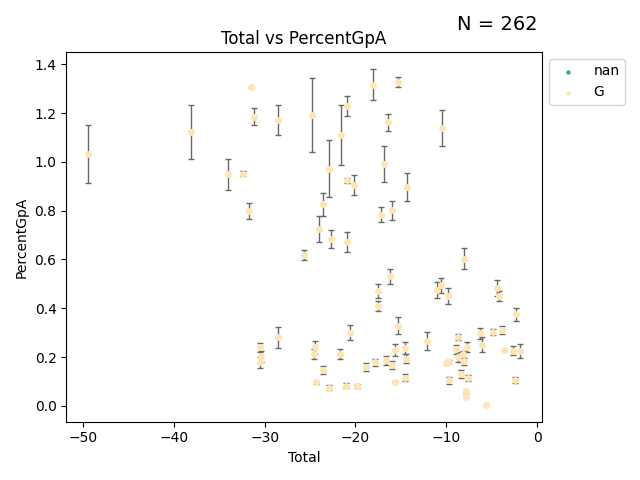 N = 262
Total vs PercentGpA
nan
G
PercentGpA
1.4
1.2
1.0
0.8
0.6
0.4
0.2
0.0
−50 −40 −30 −20 −10 0
Total